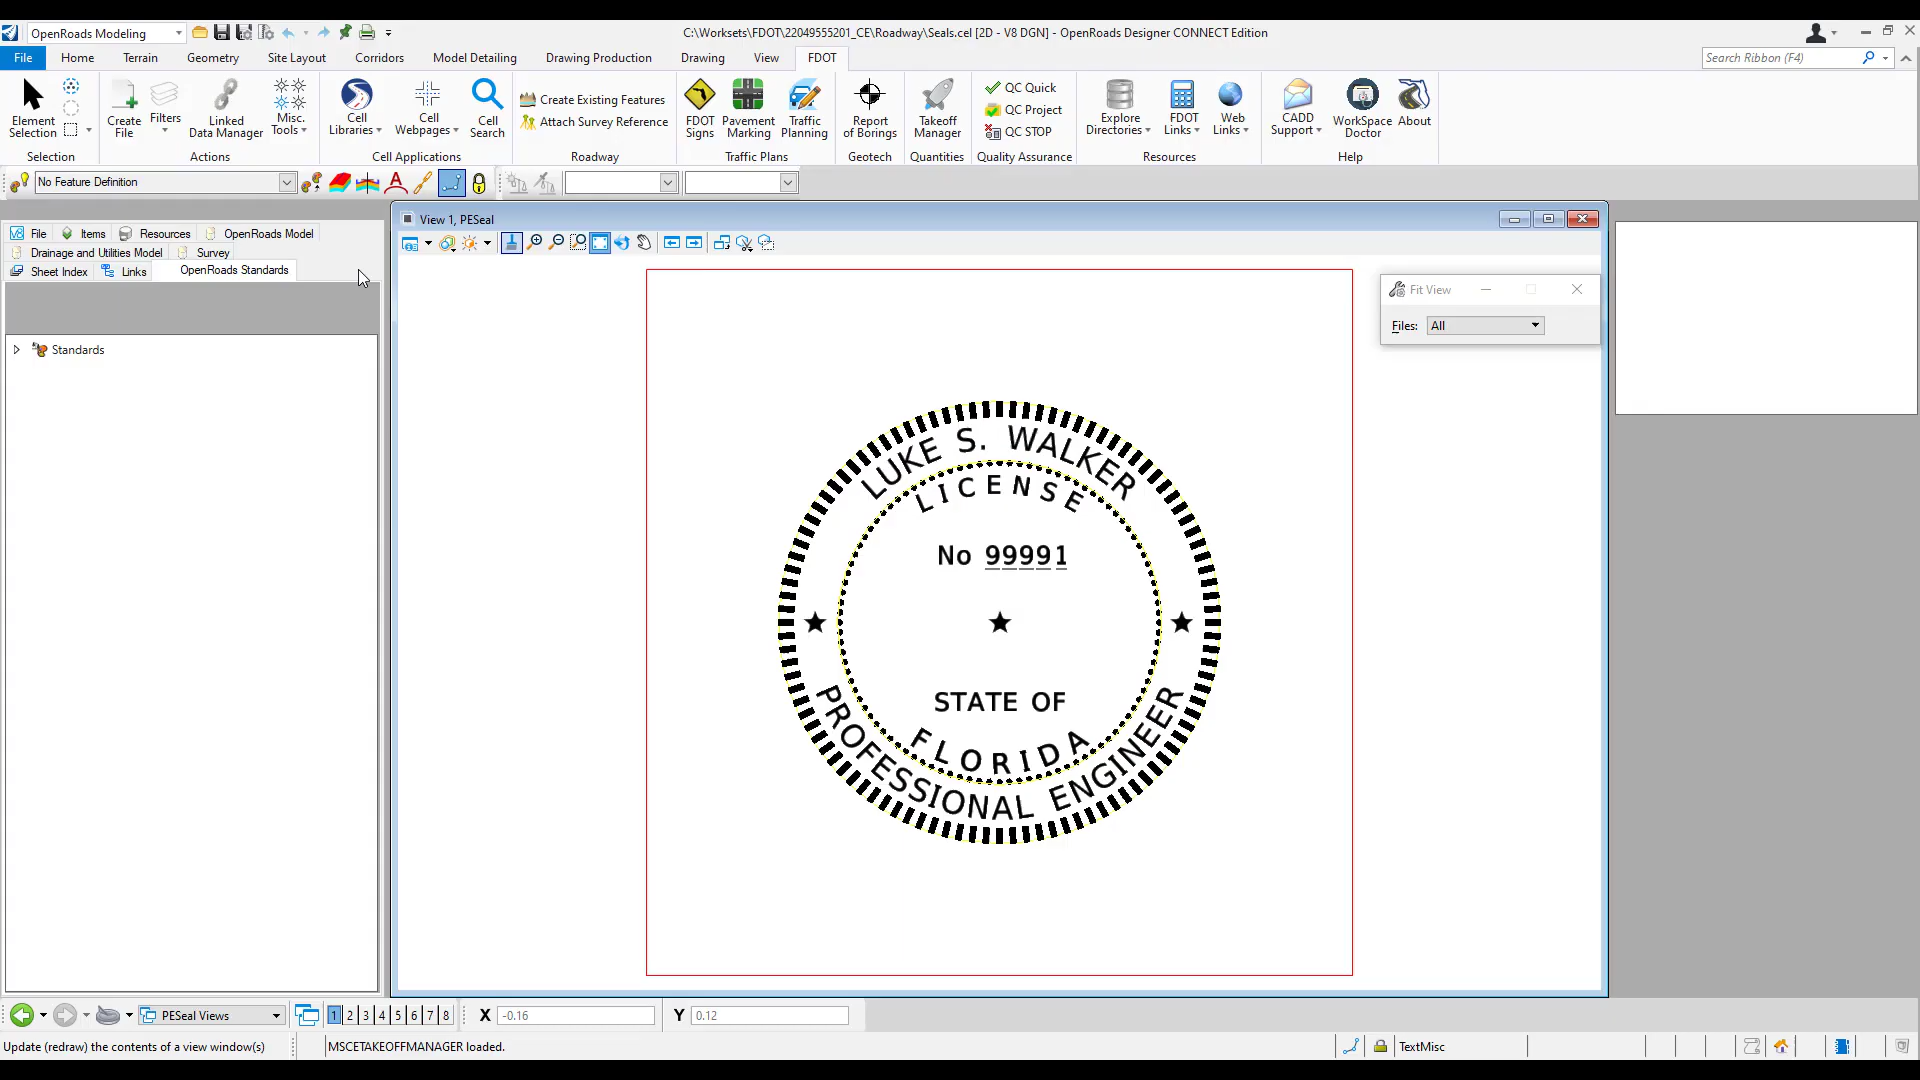 OpenRoads Modeling
C:\Worksets\FDOT\22049555201_CE\Roadway\Seals.cel [2D - V8 DGN] - OpenRoads Designer CONNECT Edition
File Home Terrain Geometry Site Layout Corridors Model Detailing Drawing Production Drawing View FDOT
Search Ribbon (F4)
Element Selection
Selection
Create File
Filters
Linked Data Manager
Misc. Tools
Actions
Cell Libraries
Cell Webpages
Cell Search
Cell Applications
Create Existing Features
Attach Survey Reference
Roadway
FDOT Signs
Pavement Marking
Traffic Planning
Traffic Plans
Report of Borings
Geotech
Takeoff Manager
Quantities
QC Quick
QC Project
QC STOP
Quality Assurance
Explore Directories
FDOT Links
Web Links
Resources
CADD Support
WorkSpace Doctor
About
Help
No Feature Definition
File Items Resources OpenRoads Model
Drainage and Utilities Model Survey
Sheet Index Links OpenRoads Standards
Standards
View 1, PESeal
Fit View
Files: All
LUKE S. WALKER
LICENSE
No 99991
STATE OF
FLORIDA
PROFESSIONAL ENGINEER
PESeal Views
1 2 3 4 5 6 7 8
X -0.16
Y 0.12
Update (redraw) the contents of a view window(s)
MSCETAKEOFFMANAGER loaded.
TextMisc